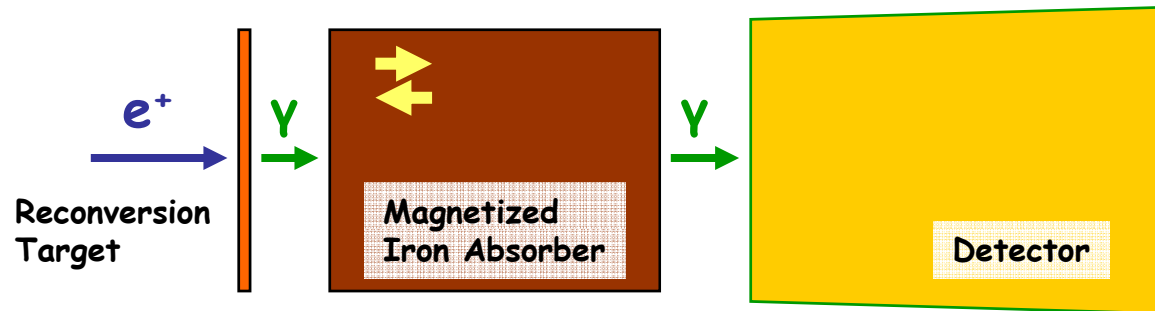 e⁺
γ
γ
Reconversion
Target
Magnetized
Iron Absorber
Detector